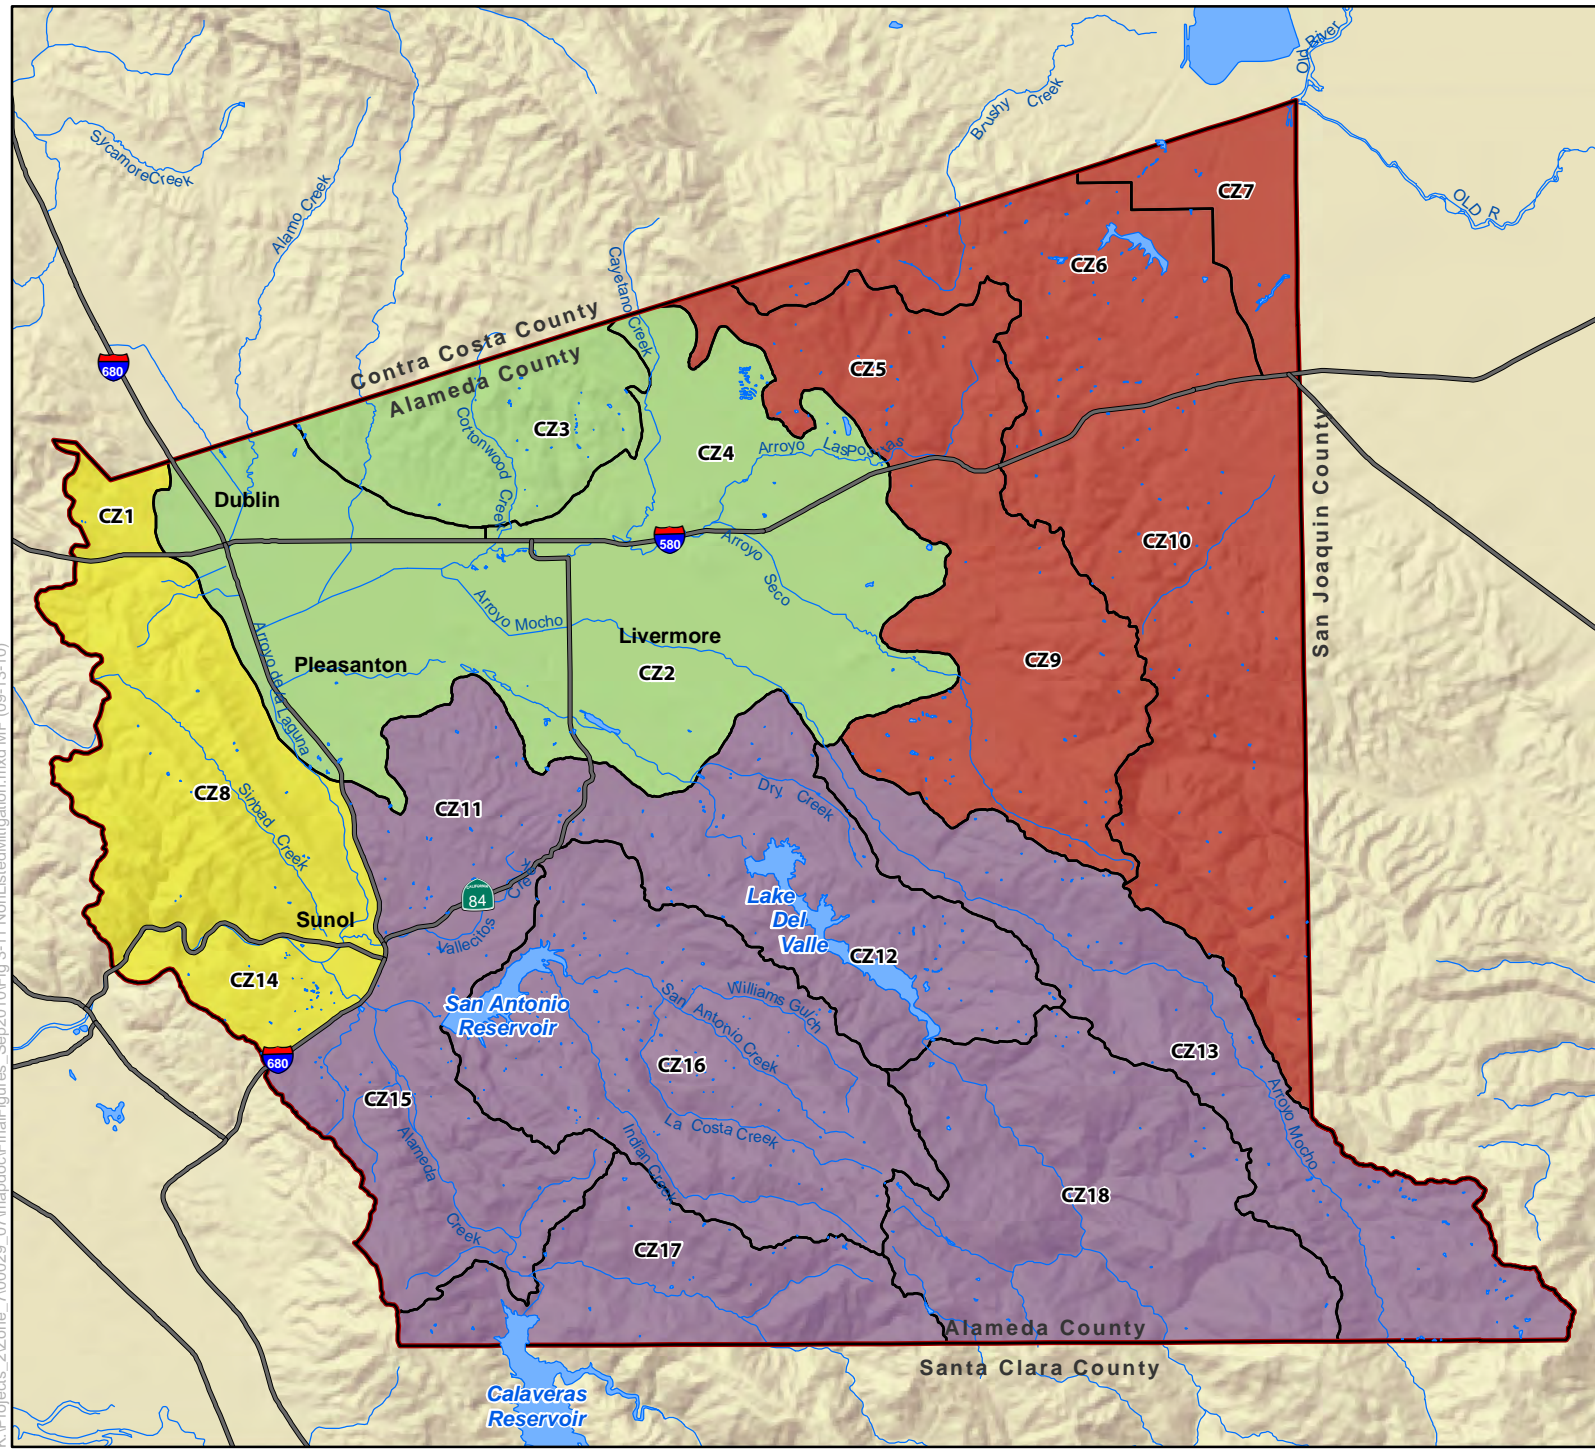 Old River
Brushy Creek
Sycamore Creek
Alamo Creek
OLD R
CZ7
CZ6
Cayetano Creek
Contra Costa County
Alameda County
680
CZ5
Cottonwood Creek
CZ3
CZ4
Arroyo Las Positas
San Joaquin County
Dublin
CZ1
580
Arroyo Seco
CZ10
Arroyo Mocho
Livermore
Arroyo de la Laguna
Pleasanton
CZ2
CZ9
CZ8
Sinbad Creek
CZ11
Dry Creek
CALIFORNIA
84
Lake
Del
Valle
Sunol
Vallecitos Creek
CZ12
CZ14
San Antonio
Reservoir
Williams Gulch
San Antonio Creek
680
CZ16
CZ13
CZ15
Arroyo Mocho
La Costa Creek
Indian Creek
Alameda Creek
CZ18
CZ17
Alameda County
Santa Clara County
Calaveras
Reservoir